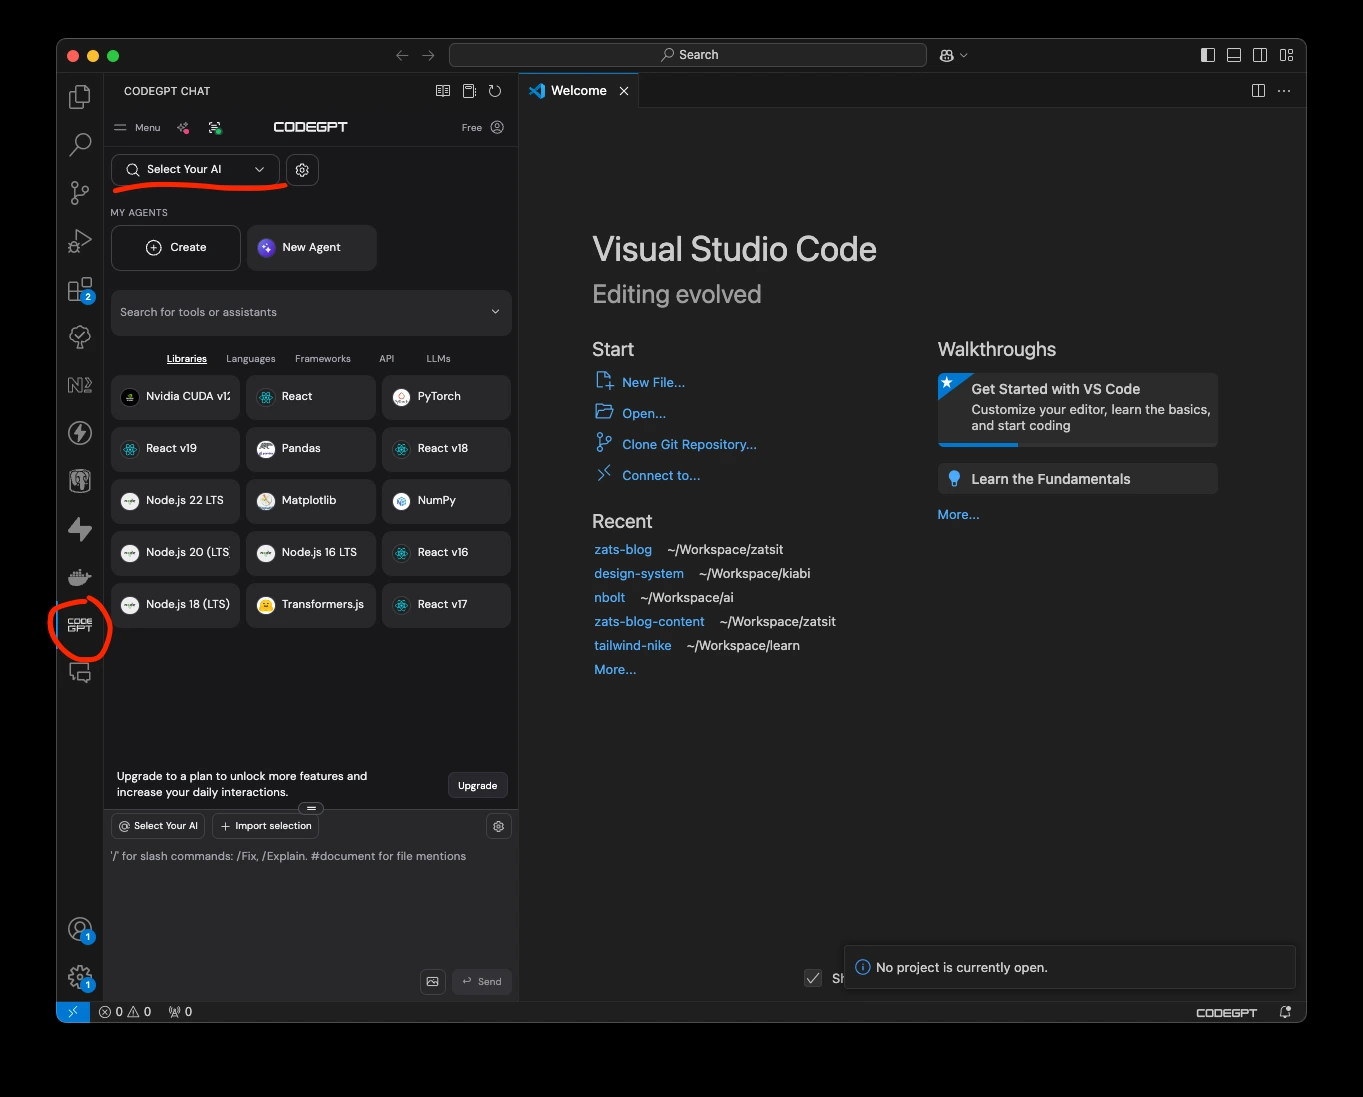 Search
CODEGPT CHAT
Welcome
Menu
CODEGPT
Free
Select Your AI
MY AGENTS
Create
New Agent
Search for tools or assistants
Libraries Languages Frameworks API LLMs
Nvidia CUDA v12 React PyTorch
React v19 Pandas React v18
Node.js 22 LTS Matplotlib NumPy
Node.js 20 (LTS) Node.js 16 LTS React v16
Node.js 18 (LTS) Transformers.js React v17
Upgrade to a plan to unlock more features and
increase your daily interactions.
Upgrade
Select Your AI
Import selection
'/' for slash commands: /Fix, /Explain. #document for file mentions
Send
2
CODE
GPT
1
1
Visual Studio Code
Editing evolved
Start
New File...
Open...
Clone Git Repository...
Connect to...
Recent
zats-blog ~/Workspace/zatsit
design-system ~/Workspace/kiabi
nbolt ~/Workspace/ai
zats-blog-content ~/Workspace/zatsit
tailwind-nike ~/Workspace/learn
More...
Walkthroughs
Get Started with VS Code
Customize your editor, learn the basics,
and start coding
Learn the Fundamentals
More...
No project is currently open.
0 0 0
CODEGPT